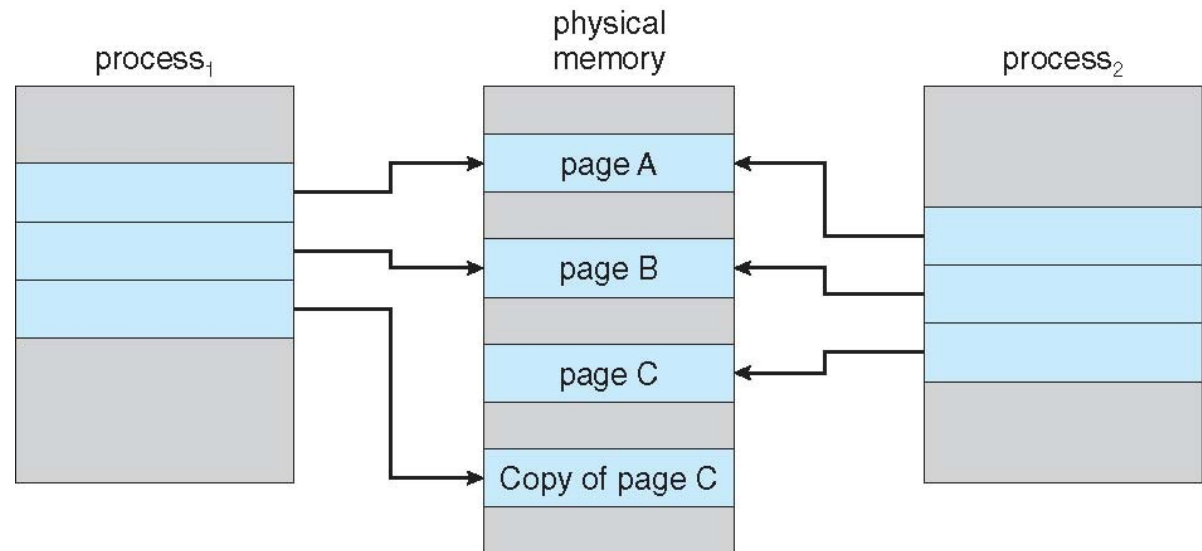 process₁
physical
memory
process₂
page A
page B
page C
Copy of page C